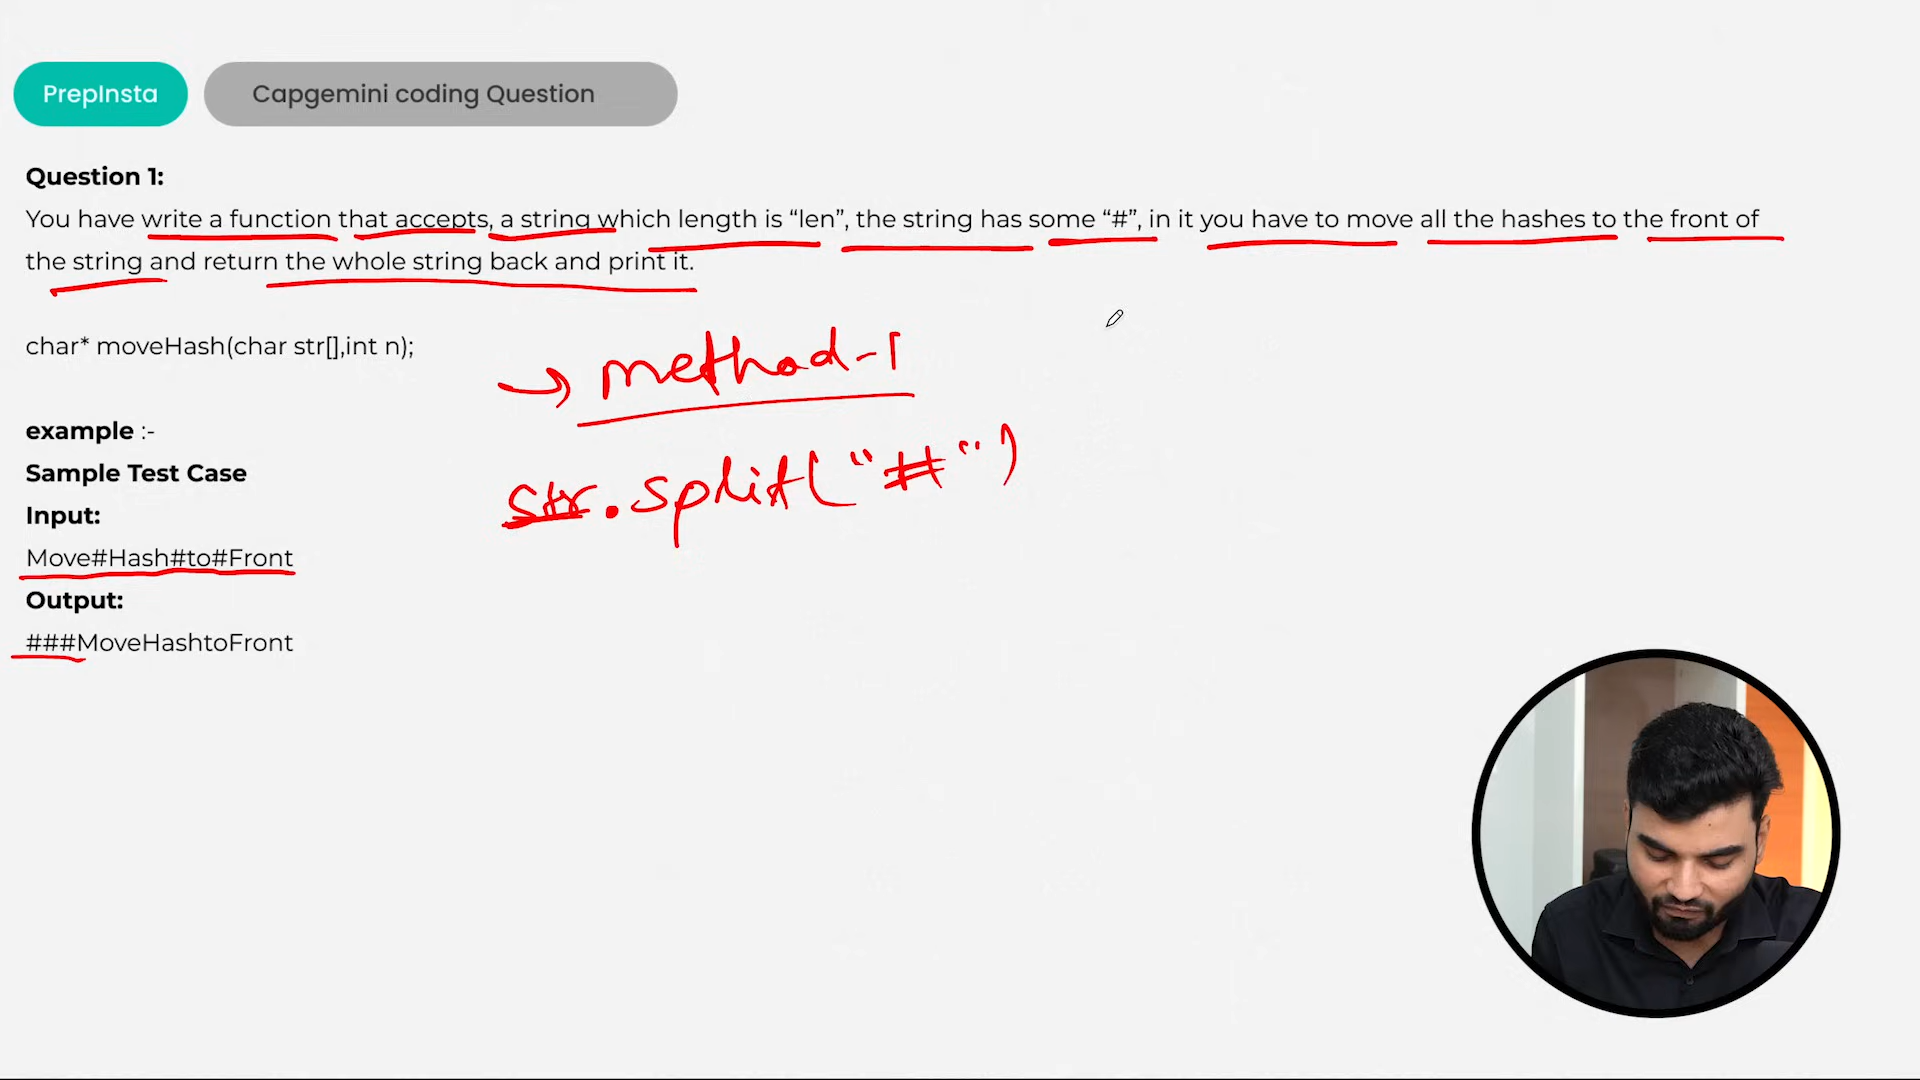 PrepInsta
Capgemini coding Question
Question 1:
You have write a function that accepts, a string which length is “len”, the string has some “#”, in it you have to move all the hashes to the front of
the string and return the whole string back and print it.
char* moveHash(char str[],int n);
→ method-1
example :-
str.split("#")
Sample Test Case
Input:
Move#Hash#to#Front
Output:
###MoveHashtoFront